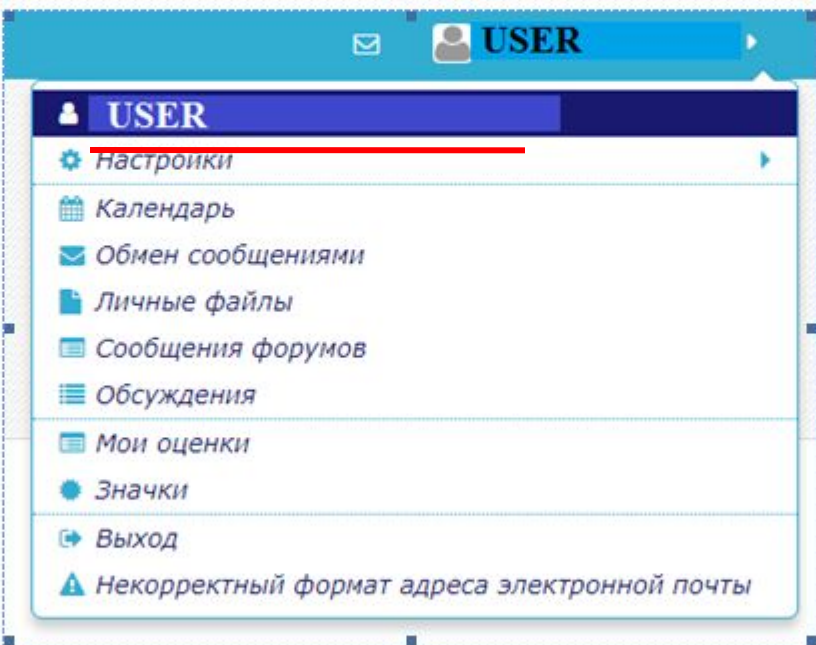 USER
USER
Настройки
Календарь
Обмен сообщениями
Личные файлы
Сообщения форумов
Обсуждения
Мои оценки
Значки
Выход
Некорректный формат адреса электронной почты